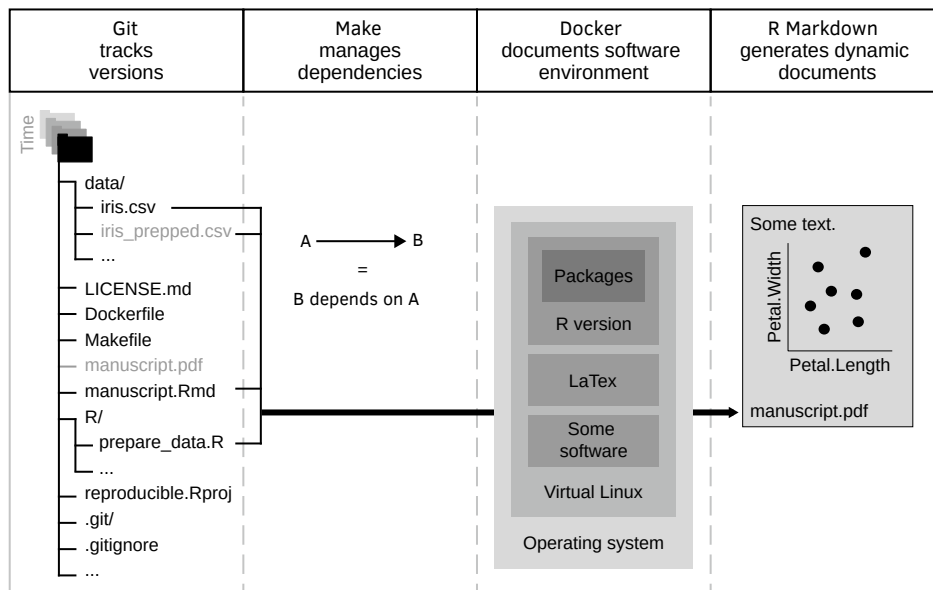 Git
tracks
versions
Make
manages
dependencies
Docker
documents software
environment
R Markdown
generates dynamic
documents
Time
data/
iris.csv
iris_prepped.csv
...
LICENSE.md
Dockerfile
Makefile
manuscript.pdf
manuscript.Rmd
R/
prepare_data.R
...
reproducible.Rproj
.git/
.gitignore
...
A
B
=
B depends on A
Packages
R version
LaTex
Some
software
Virtual Linux
Operating system
Some text.
Petal.Width
Petal.Length
manuscript.pdf